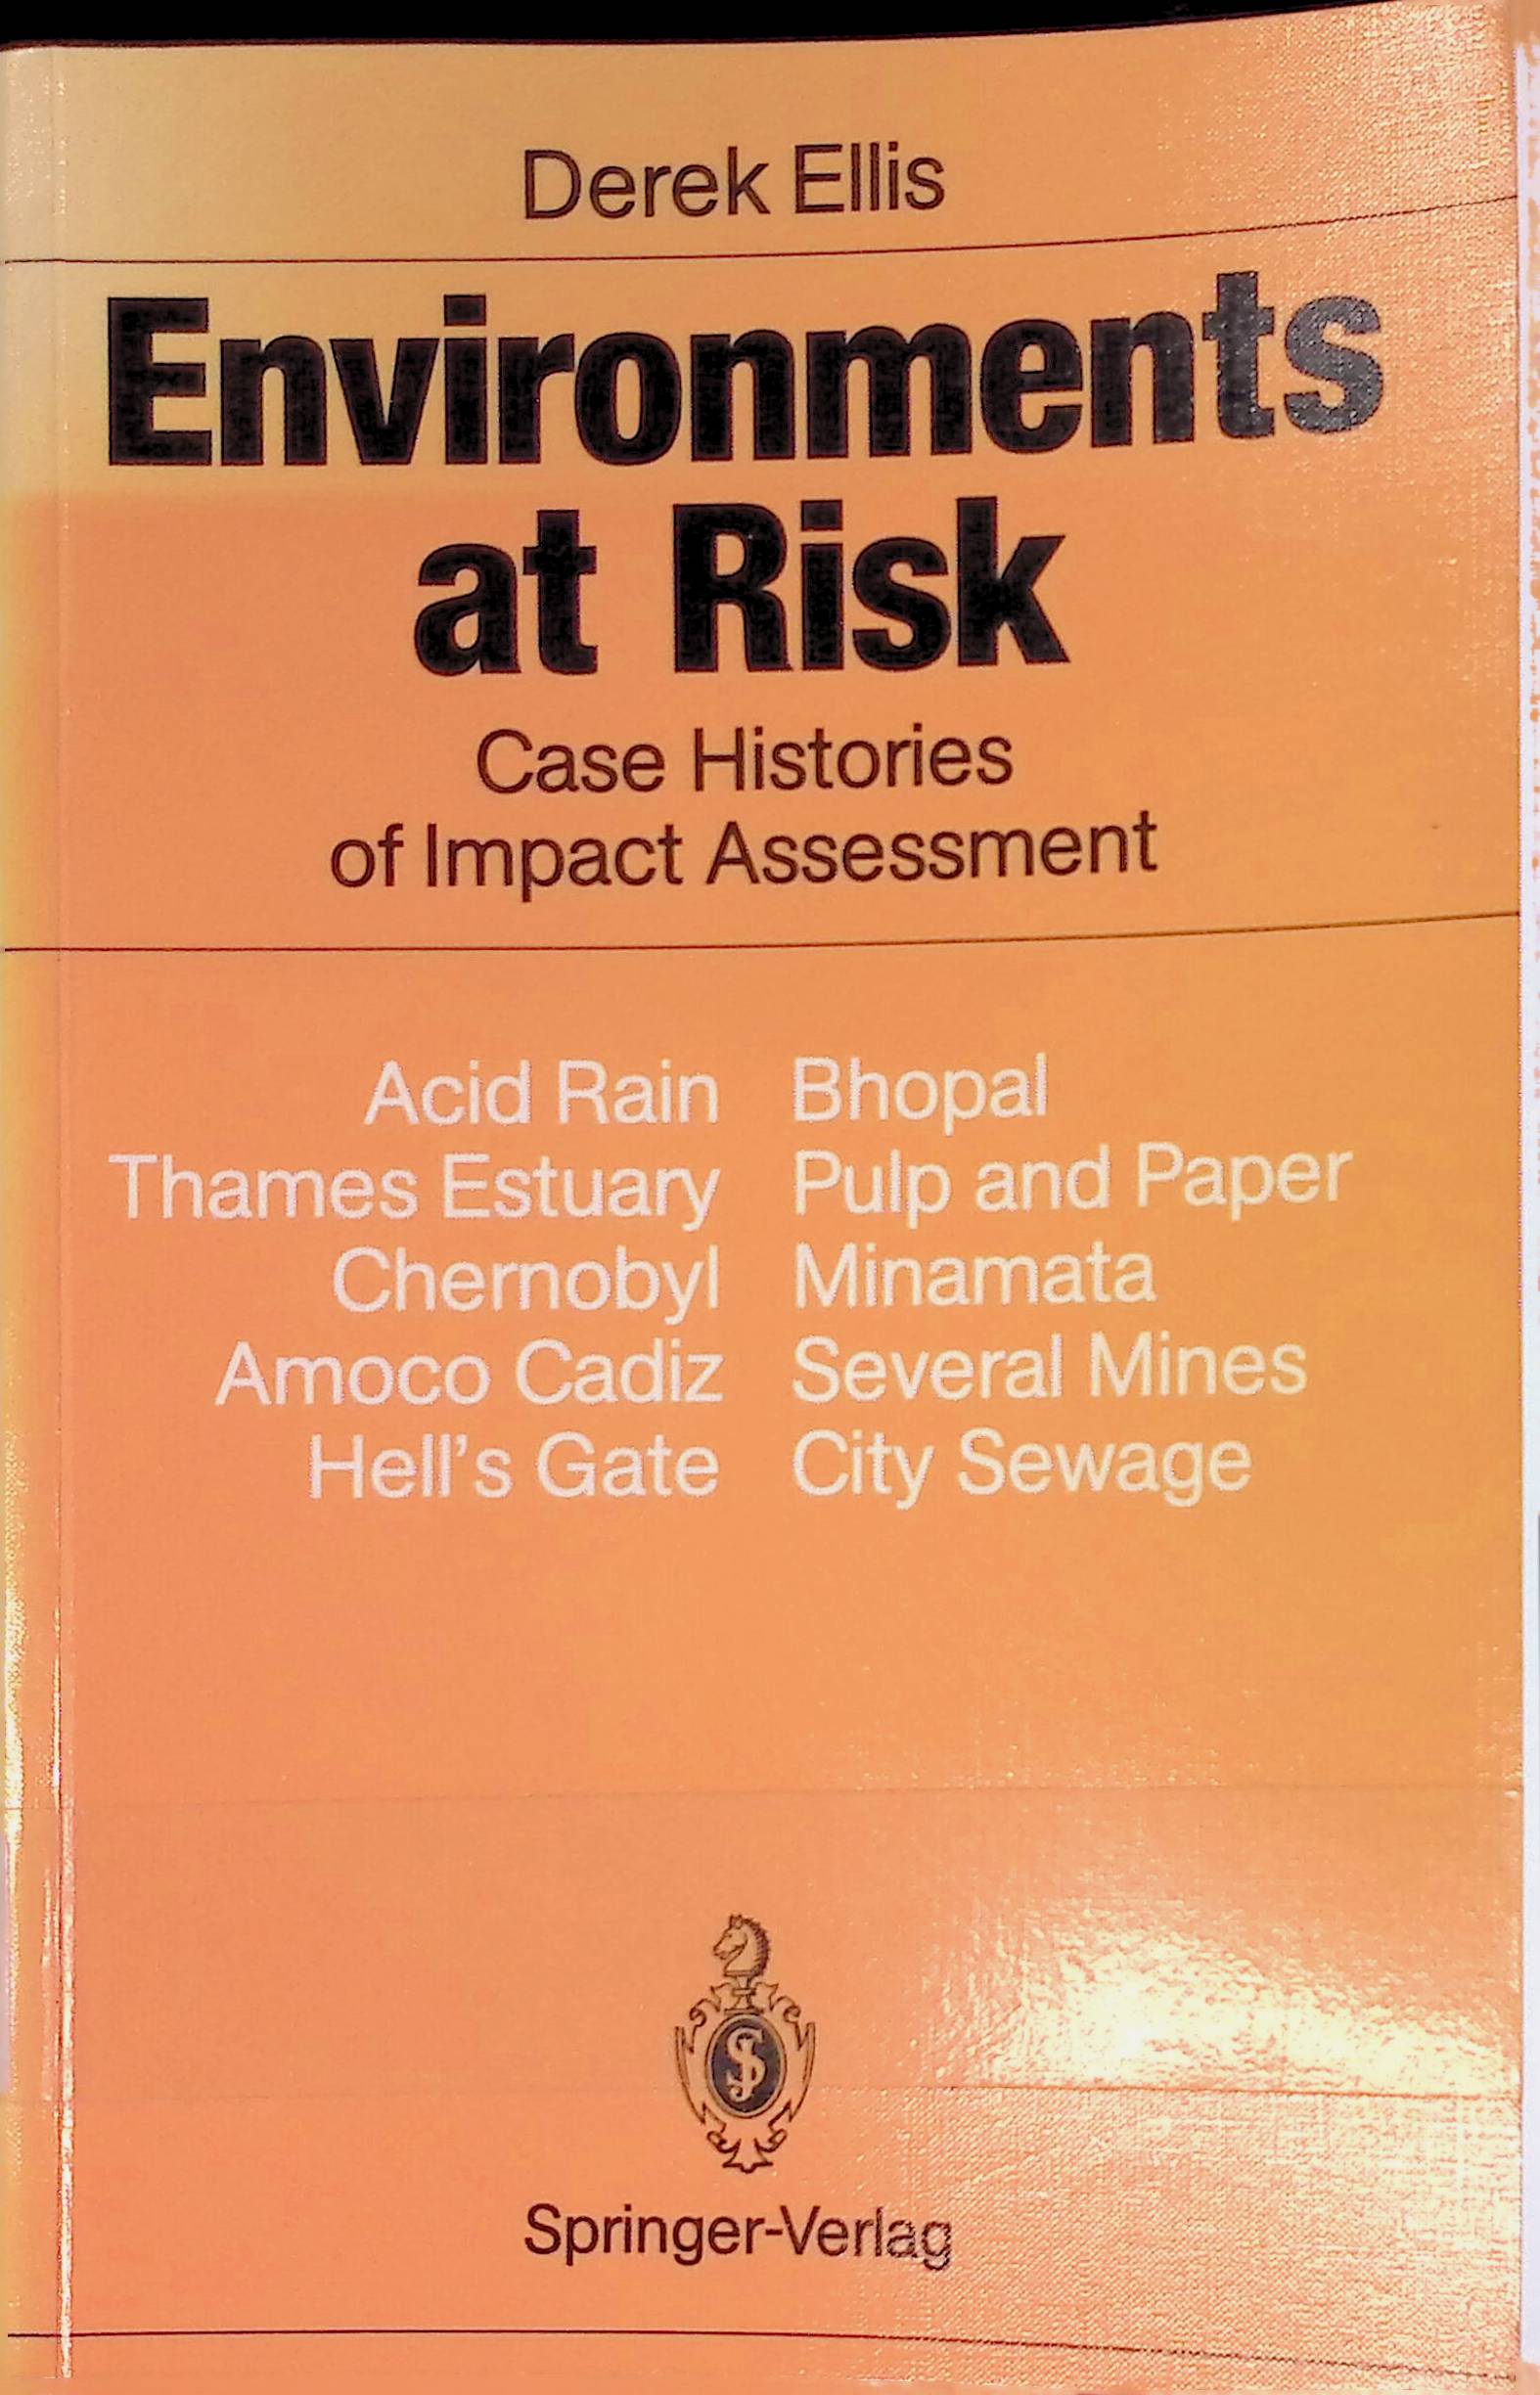 Derek Ellis
Environments
at Risk
Case Histories
of Impact Assessment
Acid Rain
Thames Estuary
Chernobyl
Amoco Cadiz
Hell's Gate
Bhopal
Pulp and Paper
Minamata
Several Mines
City Sewage
Springer-Verlag